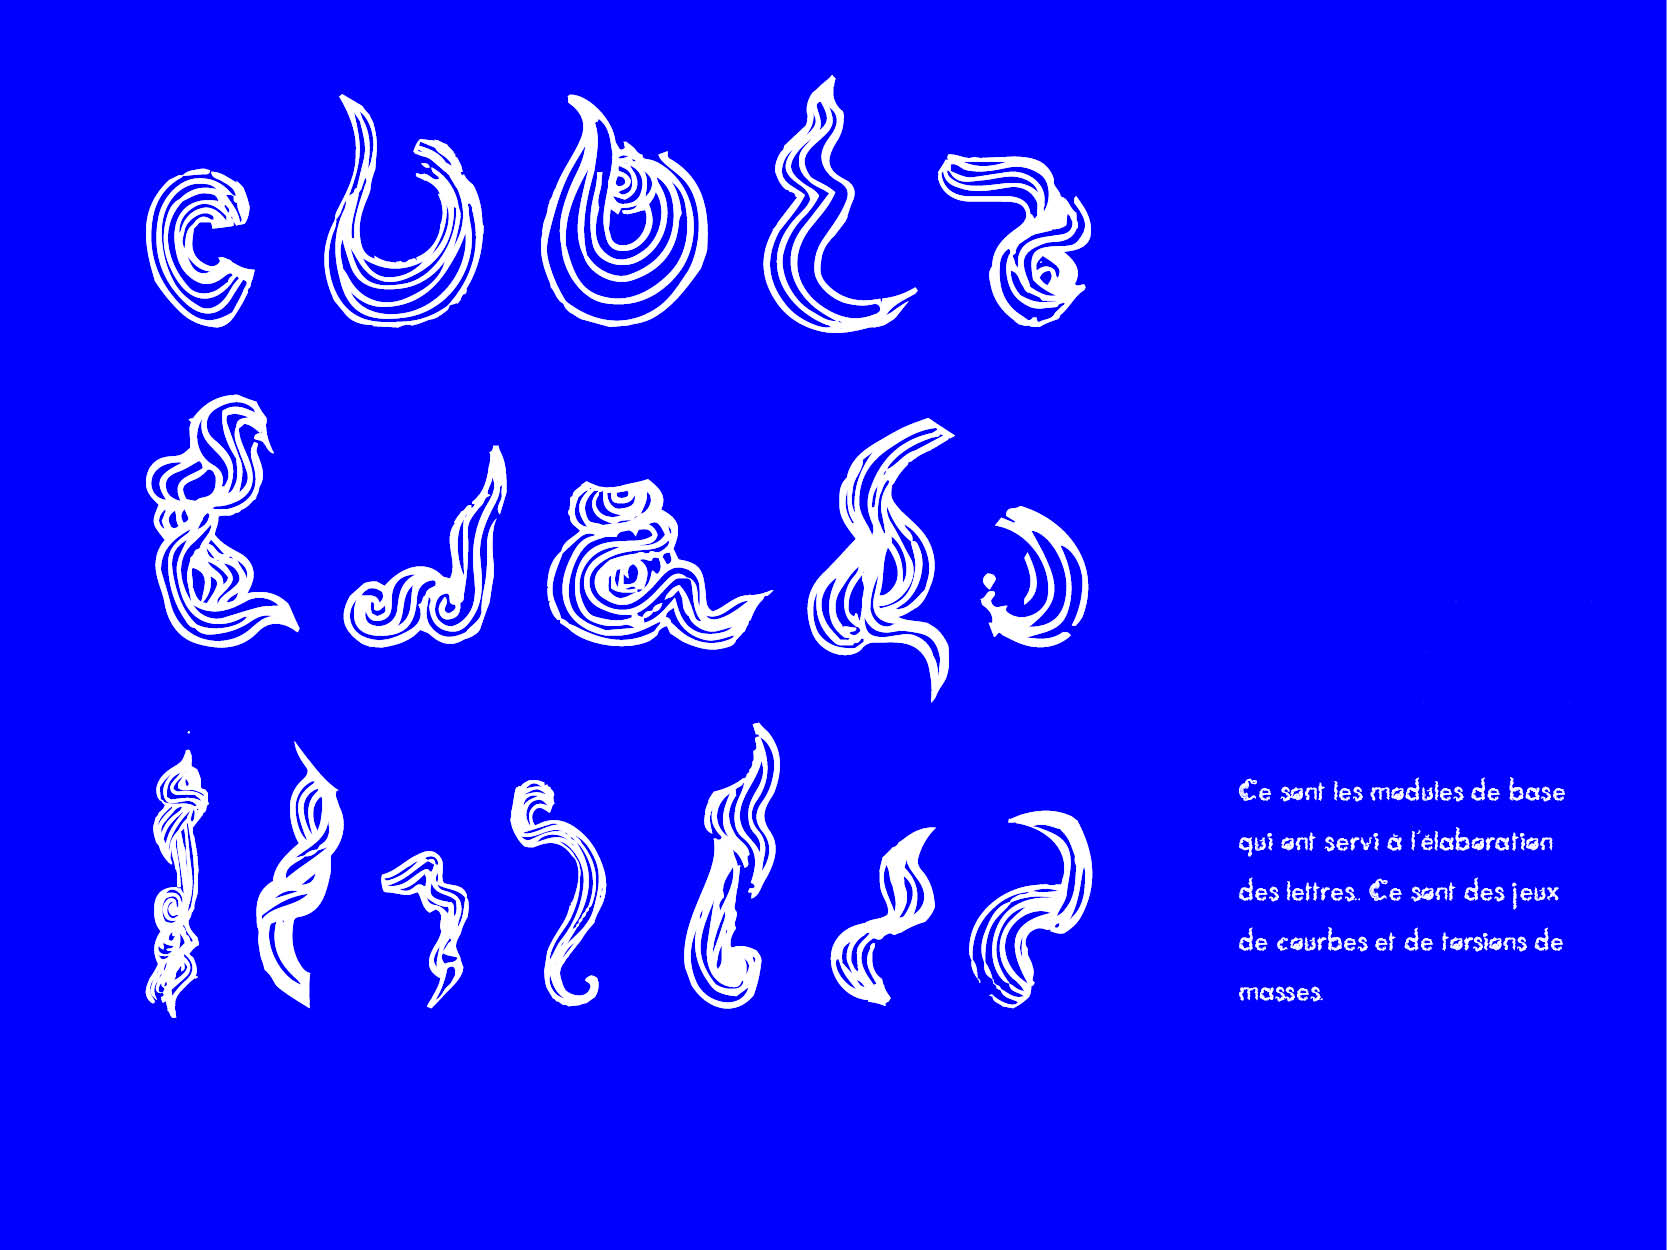 Ce sont les modules de base
qui ont servi à l'élaboration
des lettres. Ce sont des jeux
de courbes et de torsions de
masses.